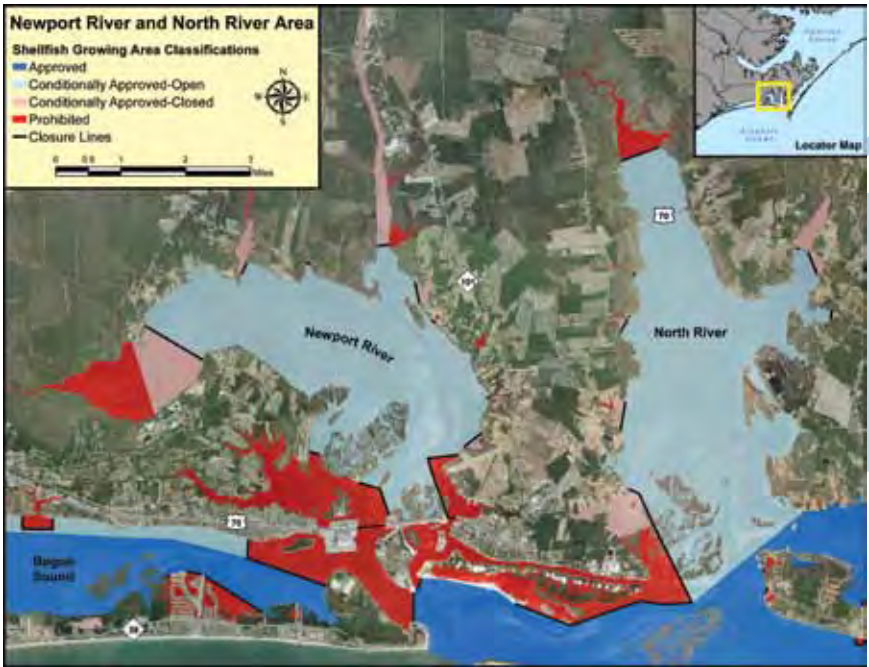 Newport River and North River Area
Shellfish Growing Area Classifications
Approved
Conditionally Approved-Open
Conditionally Approved-Closed
Prohibited
Closure Lines
0 0.5 1 2 3
Miles
N
W E
S
Locator Map
70
101
Newport River
North River
70
Bogue
Sound
58